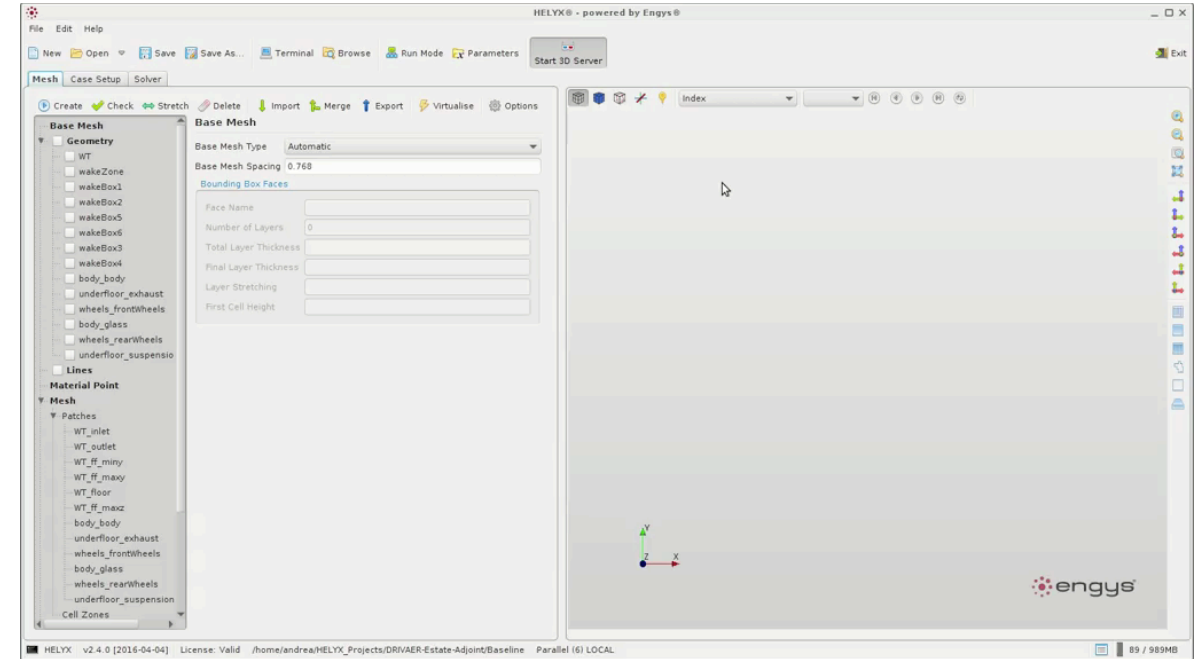 HELYX® - powered by Engys®
File Edit Help
New Open Save Save As... Terminal Browse Run Mode Parameters Start 3D Server Exit
Mesh Case Setup Solver
Create Check Stretch Delete Import Merge Export Virtualise Options
Index
Base Mesh
Geometry
WT
wakeZone
wakeBox1
wakeBox2
wakeBox5
wakeBox6
wakeBox3
wakeBox4
body_body
underfloor_exhaust
wheels_frontWheels
body_glass
wheels_rearWheels
underfloor_suspensio
Lines
Material Point
Mesh
Patches
WT_inlet
WT_outlet
WT_ff_miny
WT_ff_maxy
WT_floor
WT_ff_maxz
body_body
underfloor_exhaust
wheels_frontWheels
body_glass
wheels_rearWheels
underfloor_suspension
Cell Zones
Base Mesh
Base Mesh Type Automatic
Base Mesh Spacing 0.768
Bounding Box Faces
Face Name
Number of Layers 0
Total Layer Thickness
Final Layer Thickness
Layer Stretching
First Cell Height
Y
Z X
engys
HELYX v2.4.0 [2016-04-04] License: Valid /home/andrea/HELYX_Projects/DRIVAER-Estate-Adjoint/Baseline Parallel (6) LOCAL 89 / 989MB